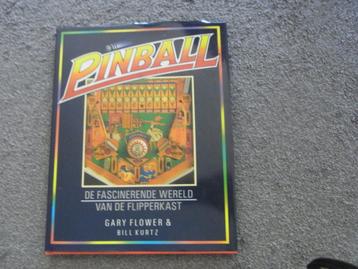 PINBALL
DE FASCINERENDE WERELD
VAN DE FLIPPERKAST
GARY FLOWER &
BILL KURTZ